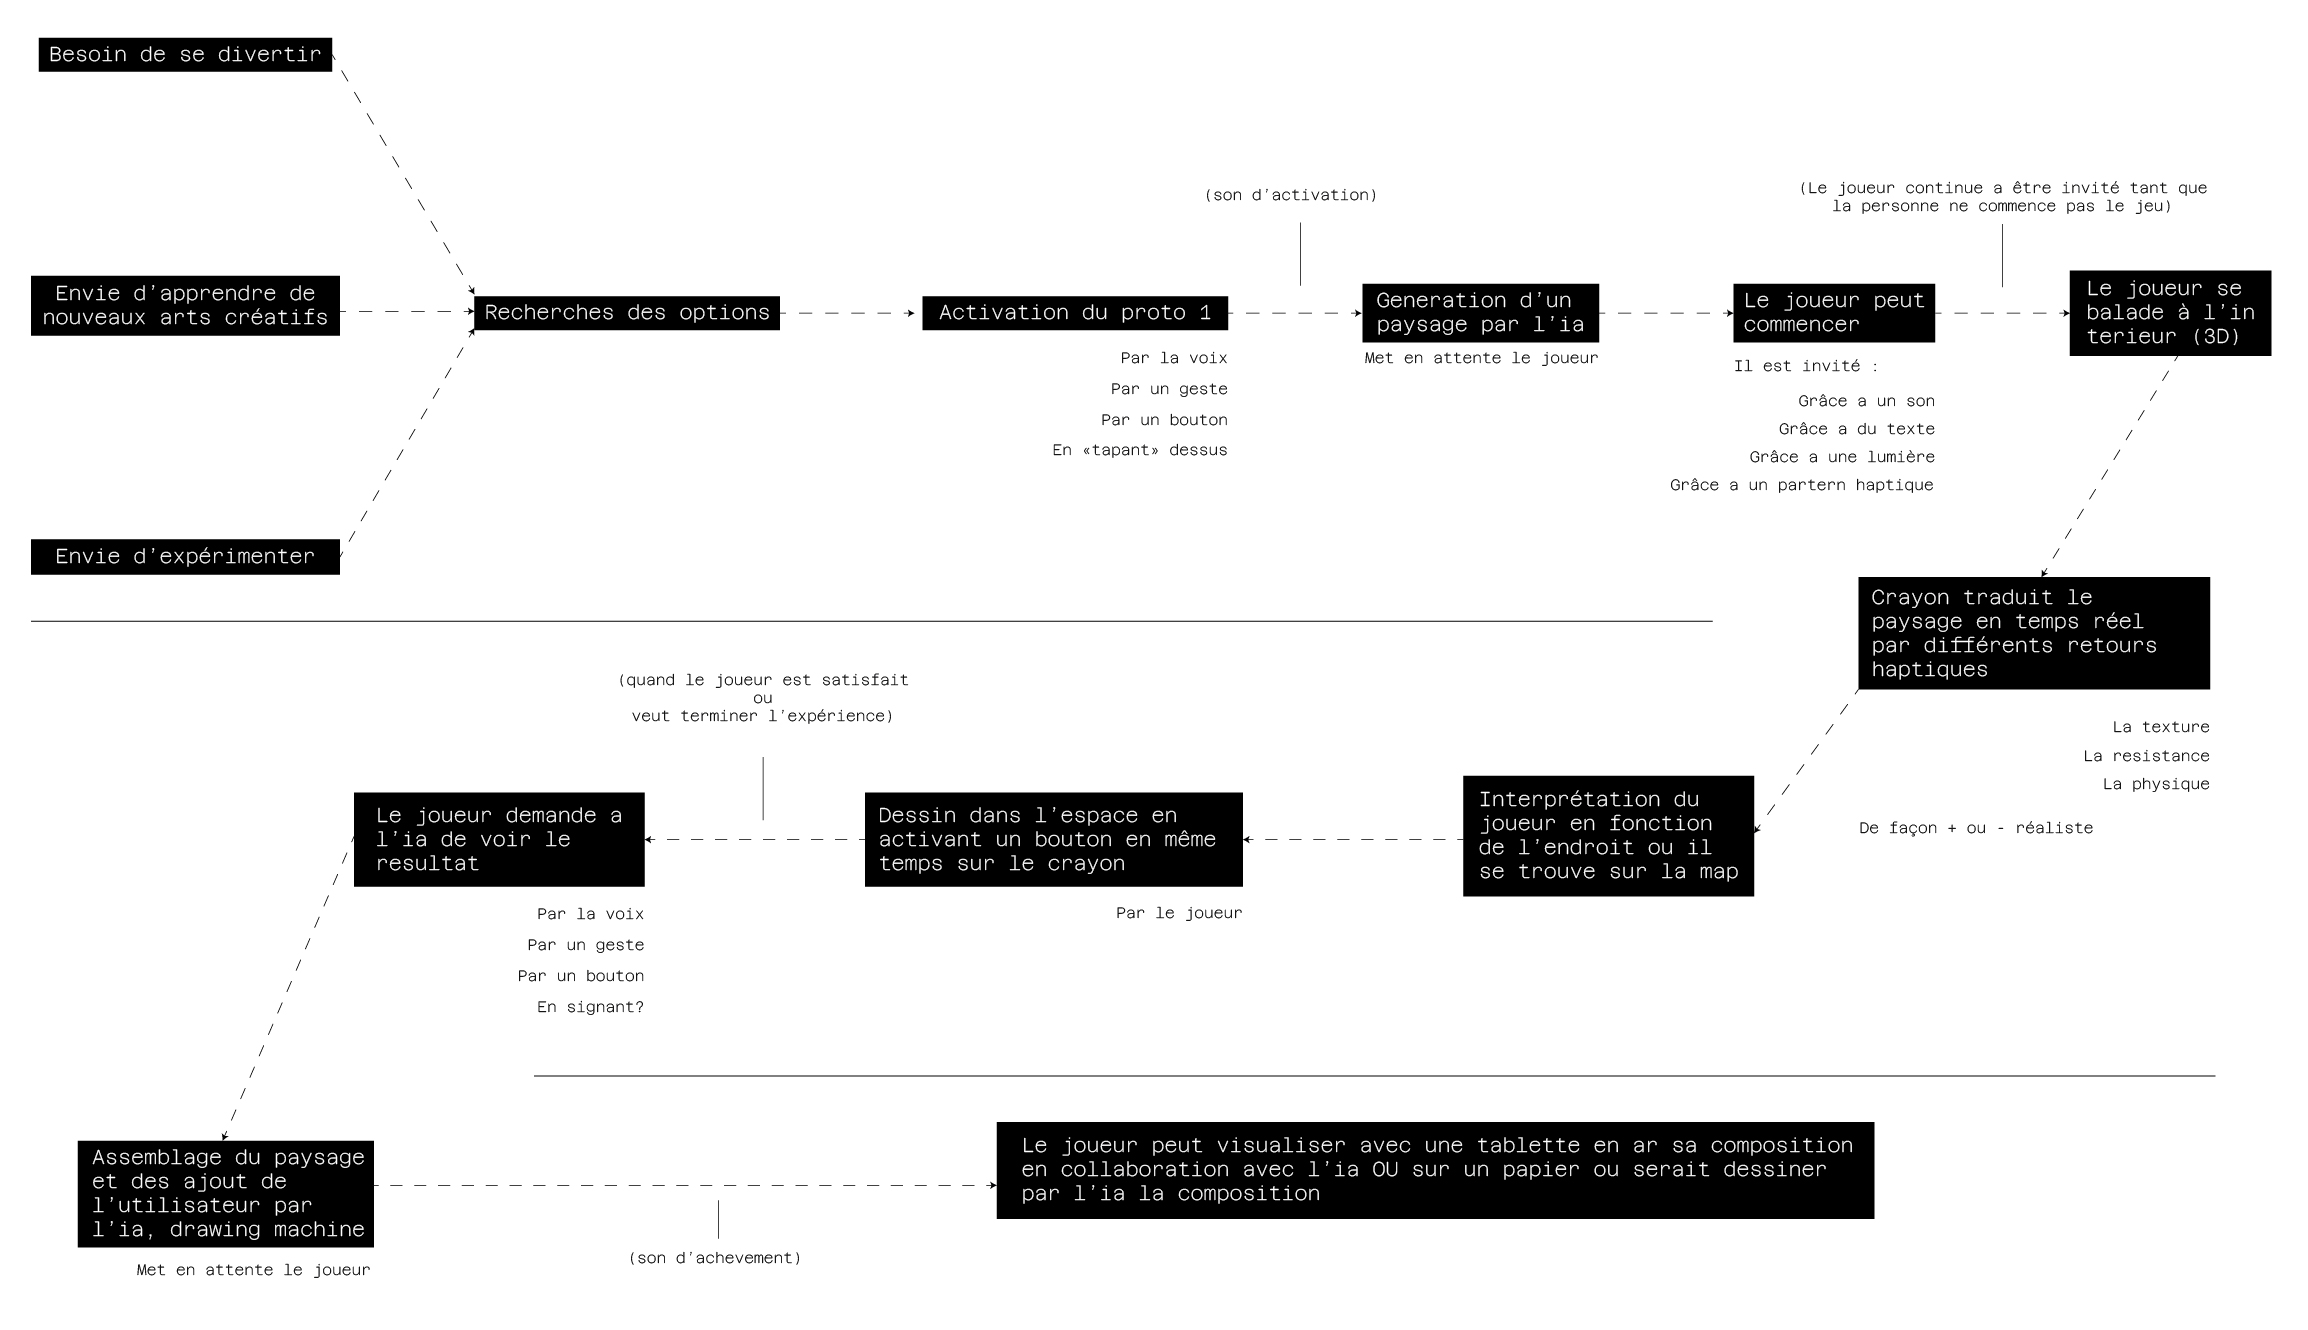 Besoin de se divertir
Envie d'apprendre de
nouveaux arts créatifs
Envie d'expérimenter
Recherches des options
Activation du proto 1
Par la voix
Par un geste
Par un bouton
En «tapant» dessus
(son d'activation)
Generation d'un
paysage par l'ia
Met en attente le joueur
Le joueur peut
commencer
Il est invité :
Grâce a un son
Grâce a du texte
Grâce a une lumière
Grâce a un partern haptique
(Le joueur continue a être invité tant que
la personne ne commence pas le jeu)
Le joueur se
balade à l'in
terieur (3D)
Crayon traduit le
paysage en temps réel
par différents retours
haptiques
La texture
La resistance
La physique
De façon + ou - réaliste
Interprétation du
joueur en fonction
de l'endroit ou il
se trouve sur la map
Dessin dans l'espace en
activant un bouton en même
temps sur le crayon
Par le joueur
(quand le joueur est satisfait
ou
veut terminer l'expérience)
Le joueur demande a
l'ia de voir le
resultat
Par la voix
Par un geste
Par un bouton
En signant?
Assemblage du paysage
et des ajout de
l'utilisateur par
l'ia, drawing machine
Met en attente le joueur
(son d'achevement)
Le joueur peut visualiser avec une tablette en ar sa composition
en collaboration avec l'ia OU sur un papier ou serait dessiner
par l'ia la composition